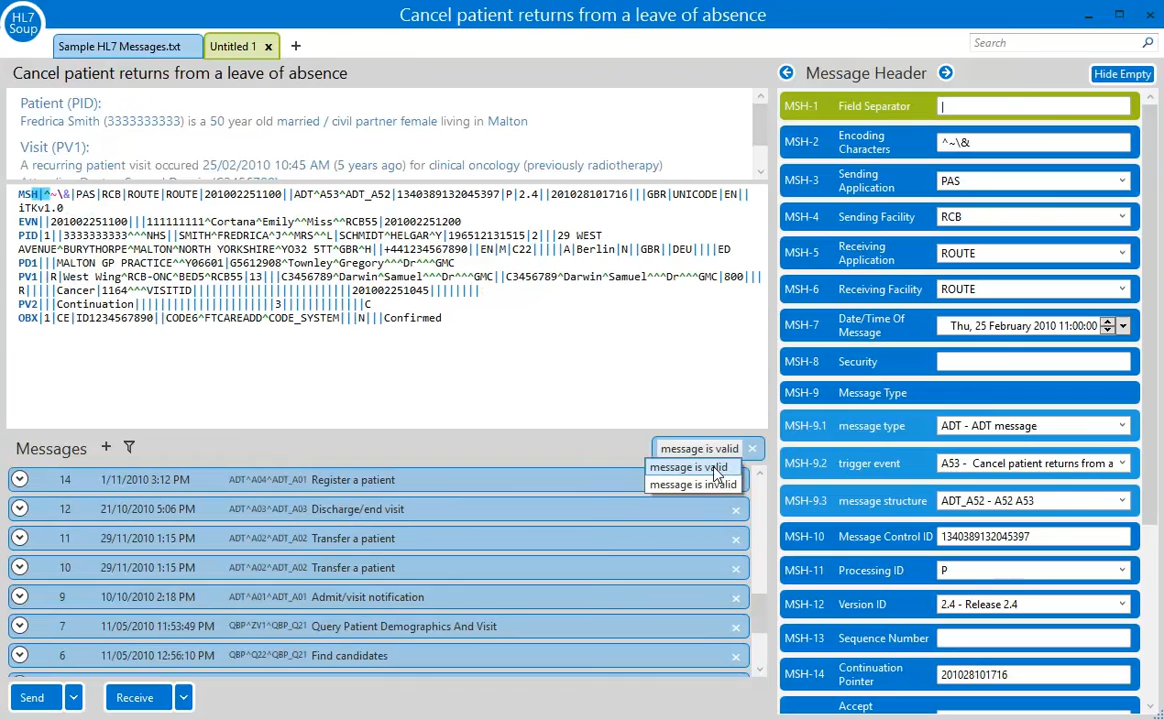 HL7
Soup
Cancel patient returns from a leave of absence
Sample HL7 Messages.txt
Untitled 1 ×
+
Search
Cancel patient returns from a leave of absence
Patient (PID):
Fredrica Smith (3333333333) is a 50 year old married / civil partner female living in Malton
Visit (PV1):
A recurring patient visit occured 25/02/2010 10:45 AM (5 years ago) for clinical oncology (previously radiotherapy)
MSH|^~\&|PAS|RCB|ROUTE|ROUTE|201002251100||ADT^A53^ADT_A52|1340389132045397|P|2.4||201028101716|||GBR|UNICODE|EN||
iTKv1.0
EVN||201002251100|||111111111^Cortana^Emily^^Miss^^RCB55|201002251200
PID|1||3333333333^^^NHS||SMITH^FREDRICA^J^^MRS^^L|SCHMIDT^HELGAR^Y|196512131515|2||29 WEST
AVENUE^BURYTHORPE^MALTON^NORTH YORKSHIRE^YO32 5TT^GBR^H||+441234567890||EN|M|C22|||||A|Berlin|N||GBR||DEU||||ED
PD1|||MALTON GP PRACTICE^^Y06601|G5612908^Townley^Gregory^^^Dr^^^GMC
PV1||R|West Wing^RCB-ONC^BED5^RCB55|13|||C3456789^Darwin^Samuel^^^Dr^^^GMC||C3456789^Darwin^Samuel^^^Dr^^^GMC|800|||
R||||Cancer|1164^^^VISITID|||||||||||||||||||||||||201002251045||||||||
PV2|||Continuation||||||||||||||||||||||3|||||||||||||C
OBX|1|CE|ID1234567890||CODE6^FTCAREADD^CODE_SYSTEM|||N|||Confirmed
Messages + message is valid ×
message is valid
message is invalid
14 1/11/2010 3:12 PM ADT^A04^ADT_A01 Register a patient
12 21/10/2010 5:06 PM ADT^A03^ADT_A03 Discharge/end visit ×
11 29/11/2010 1:15 PM ADT^A02^ADT_A02 Transfer a patient ×
10 29/11/2010 1:15 PM ADT^A02^ADT_A02 Transfer a patient ×
9 10/10/2010 2:18 PM ADT^A01^ADT_A01 Admit/visit notification ×
7 11/05/2010 11:53:49 PM QBP^ZV1^QBP_Q21 Query Patient Demographics And Visit ×
6 11/05/2010 12:56:10 PM QBP^Q22^QBP_Q21 Find candidates ×
Send
Receive
Message Header
Hide Empty
MSH-1 Field Separator |
MSH-2 Encoding Characters ^~\&
MSH-3 Sending Application PAS
MSH-4 Sending Facility RCB
MSH-5 Receiving Application ROUTE
MSH-6 Receiving Facility ROUTE
MSH-7 Date/Time Of Message Thu, 25 February 2010 11:00:00
MSH-8 Security
MSH-9 Message Type
MSH-9.1 message type ADT - ADT message
MSH-9.2 trigger event A53 - Cancel patient returns from a
MSH-9.3 message structure ADT_A52 - A52 A53
MSH-10 Message Control ID 1340389132045397
MSH-11 Processing ID P
MSH-12 Version ID 2.4 - Release 2.4
MSH-13 Sequence Number
MSH-14 Continuation Pointer 201028101716
Accept